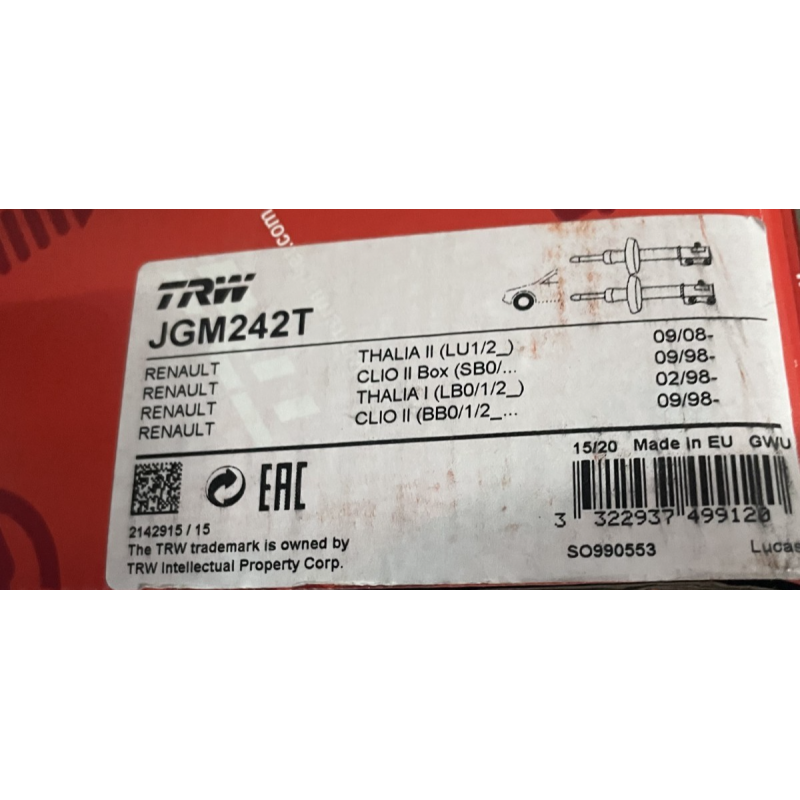 s.com
TRW
JGM242T
RENAULT THALIA II (LU1/2_) 09/08-
RENAULT CLIO II Box (SB0/... 09/98-
RENAULT THALIA I (LB0/1/2_) 02/98-
RENAULT CLIO II (BB0/1/2_... 09/98-
15/20 Made in EU GWU
EAC
3 322937 499120
2142915 / 15
The TRW trademark is owned by
TRW Intellectual Property Corp.
SO990553 Lucas